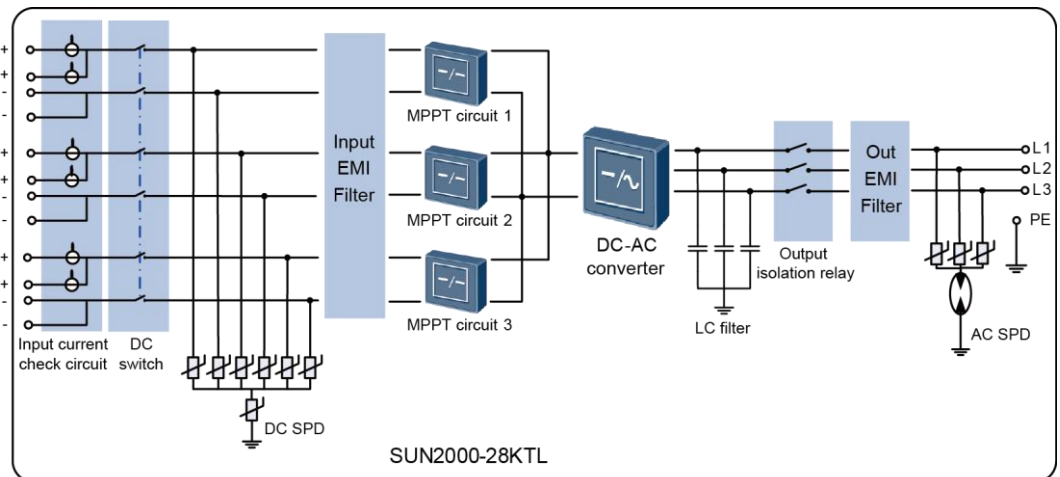 +
+
-
-
+
+
-
-
+
+
-
-
Input current
check circuit
DC
switch
DC SPD
Input
EMI
Filter
MPPT circuit 1
MPPT circuit 2
MPPT circuit 3
DC-AC
converter
LC filter
Output
isolation relay
Out
EMI
Filter
L1
L2
L3
PE
AC SPD
SUN2000-28KTL